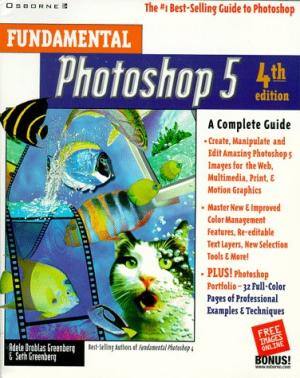 OSBORNE
The #1 Best-Selling Guide to Photoshop
FUNDAMENTAL
Photoshop 5
4th
edition
A Complete Guide
• Create, Manipulate and
Edit Amazing Photoshop 5
Images for the Web,
Multimedia, Print, &
Motion Graphics
• Master New & Improved
Color Management
Features, Re-editable
Text Layers, New Selection
Tools & More!
• PLUS! Photoshop
Portfolio – 32 Full-Color
Pages of Professional
Examples & Techniques
Adele Droblas Greenberg
& Seth Greenberg
Best-Selling Authors of Fundamental Photoshop 4
FREE
IMAGES
ONLINE
BONUS!
www.osborne.com